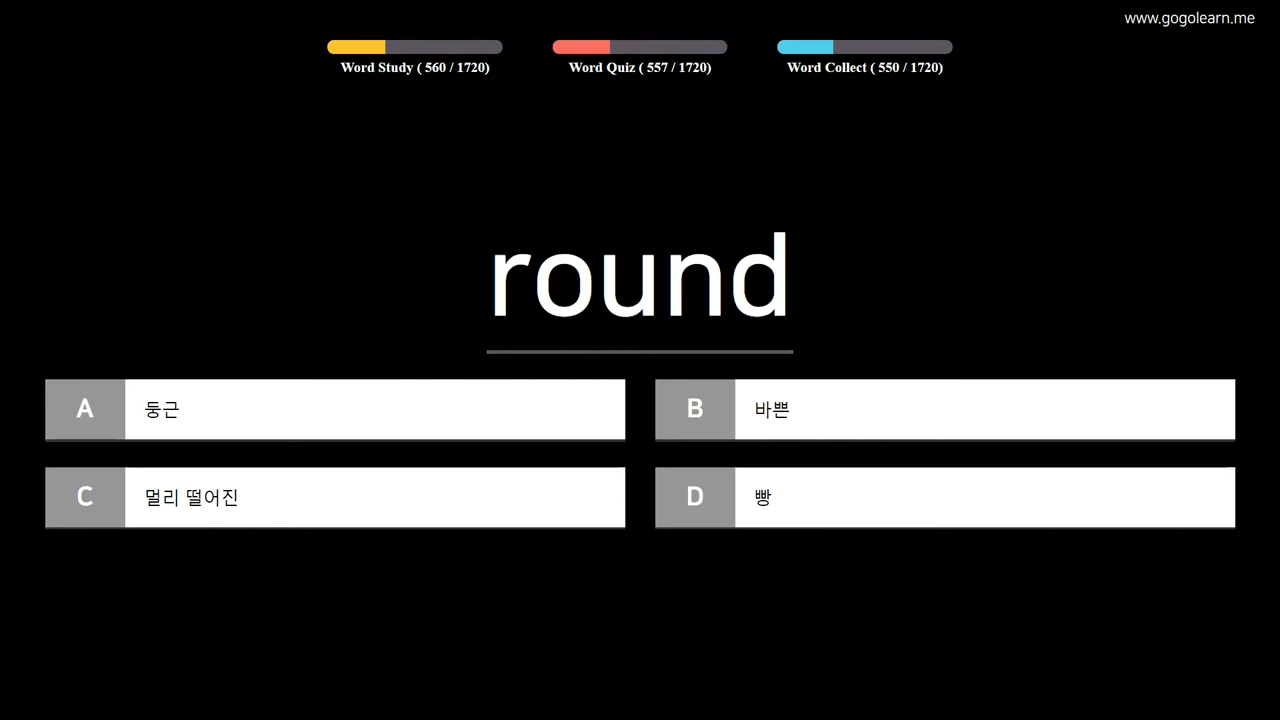 www.gogolearn.me
Word Study ( 560 / 1720)
Word Quiz ( 557 / 1720)
Word Collect ( 550 / 1720)
round
A 둥근
B 바쁜
C 멀리 떨어진
D 빵